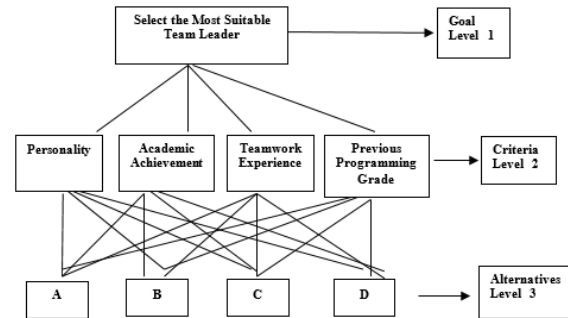 Select the Most Suitable
Team Leader
Goal
Level 1
Personality
Academic
Achievement
Teamwork
Experience
Previous
Programming
Grade
Criteria
Level 2
A
B
C
D
Alternatives
Level 3